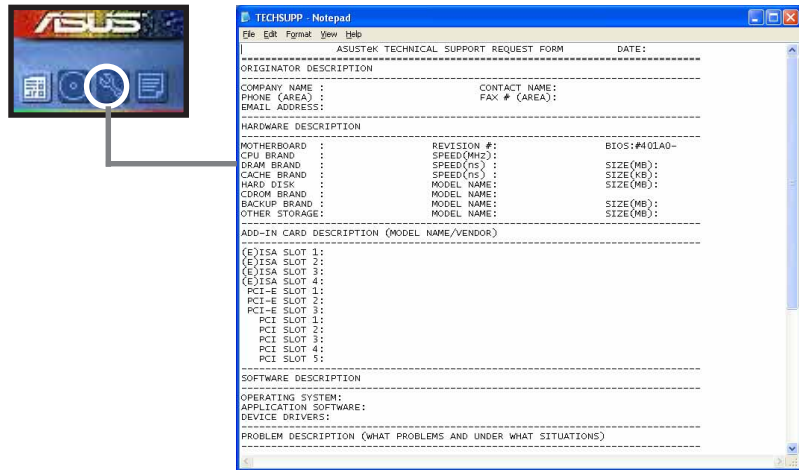 ASUS
TECHSUPP - Notepad
File Edit Format View Help
ASUSTeK TECHNICAL SUPPORT REQUEST FORM DATE:
ORIGINATOR DESCRIPTION
COMPANY NAME : CONTACT NAME:
PHONE (AREA) : FAX # (AREA):
EMAIL ADDRESS:
HARDWARE DESCRIPTION
MOTHERBOARD : REVISION #: BIOS:#401A0-
CPU BRAND : SPEED(MHz):
DRAM BRAND : SPEED(ns) : SIZE(MB):
CACHE BRAND : SPEED(ns) : SIZE(KB):
HARD DISK : MODEL NAME: SIZE(MB):
CDROM BRAND : MODEL NAME:
BACKUP BRAND : MODEL NAME: SIZE(MB):
OTHER STORAGE: MODEL NAME: SIZE(MB):
ADD-IN CARD DESCRIPTION (MODEL NAME/VENDOR)
(E)ISA SLOT 1:
(E)ISA SLOT 2:
(E)ISA SLOT 3:
(E)ISA SLOT 4:
PCI-E SLOT 1:
PCI-E SLOT 2:
PCI-E SLOT 3:
PCI SLOT 1:
PCI SLOT 2:
PCI SLOT 3:
PCI SLOT 4:
PCI SLOT 5:
SOFTWARE DESCRIPTION
OPERATING SYSTEM:
APPLICATION SOFTWARE:
DEVICE DRIVERS:
PROBLEM DESCRIPTION (WHAT PROBLEMS AND UNDER WHAT SITUATIONS)